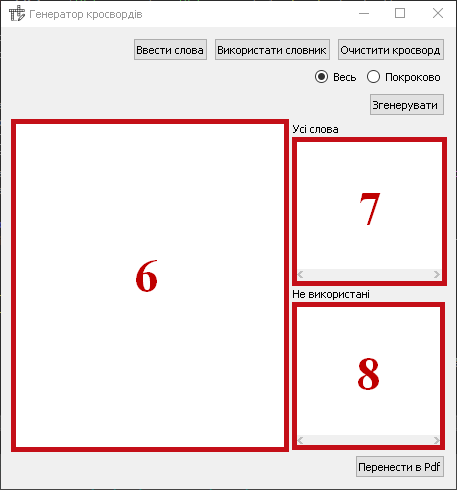 Генератор кросвордів
Ввести слова Використати словник Очистити кросворд
Весь Покроково
Згенерувати
Усі слова
6
7
Не використані
8
Перенести в Pdf